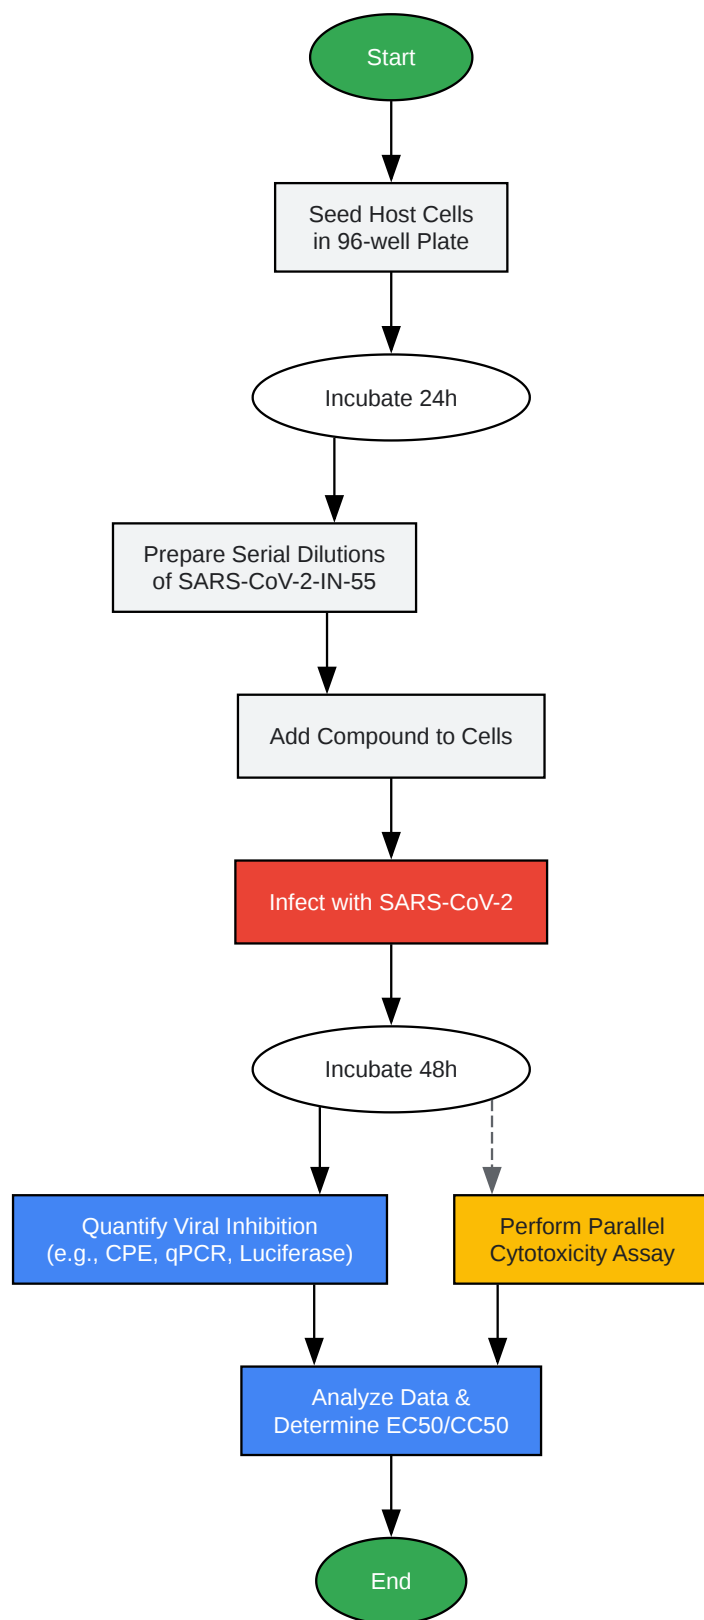 Start
Seed Host Cells
in 96-well Plate
Incubate 24h
Prepare Serial Dilutions
of SARS-CoV-2-IN-55
Add Compound to Cells
Infect with SARS-CoV-2
Incubate 48h
Quantify Viral Inhibition
(e.g., CPE, qPCR, Luciferase)
Perform Parallel
Cytotoxicity Assay
Analyze Data &
Determine EC50/CC50
End